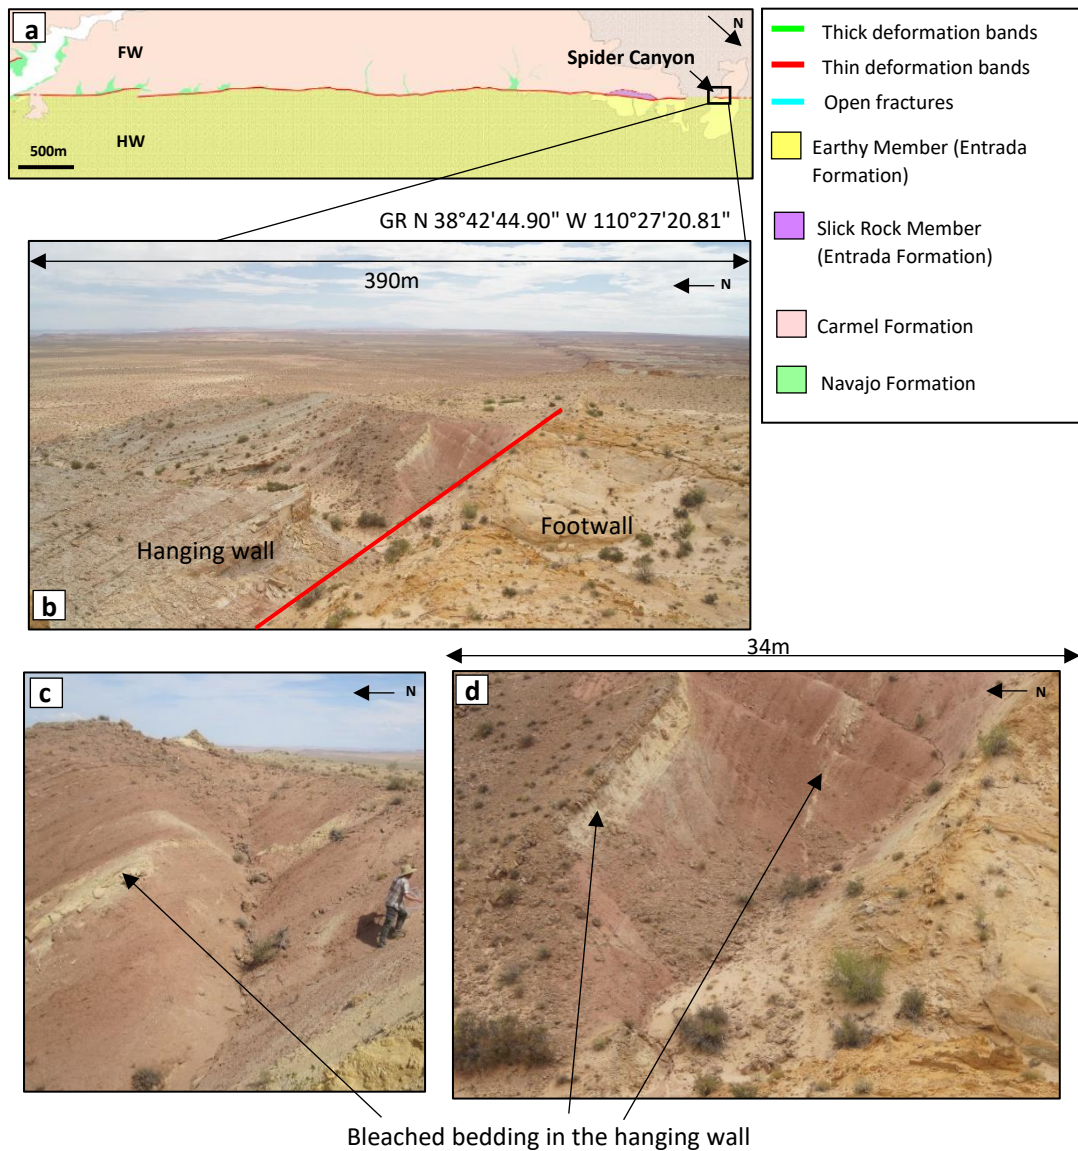 a
N
FW
Spider Canyon
HW
500m
Thick deformation bands
Thin deformation bands
Open fractures
Earthy Member (Entrada
Formation)
Slick Rock Member
(Entrada Formation)
Carmel Formation
Navajo Formation
GR N 38°42'44.90" W 110°27'20.81"
390m
N
Hanging wall
Footwall
b
34m
c
N
d
N
Bleached bedding in the hanging wall